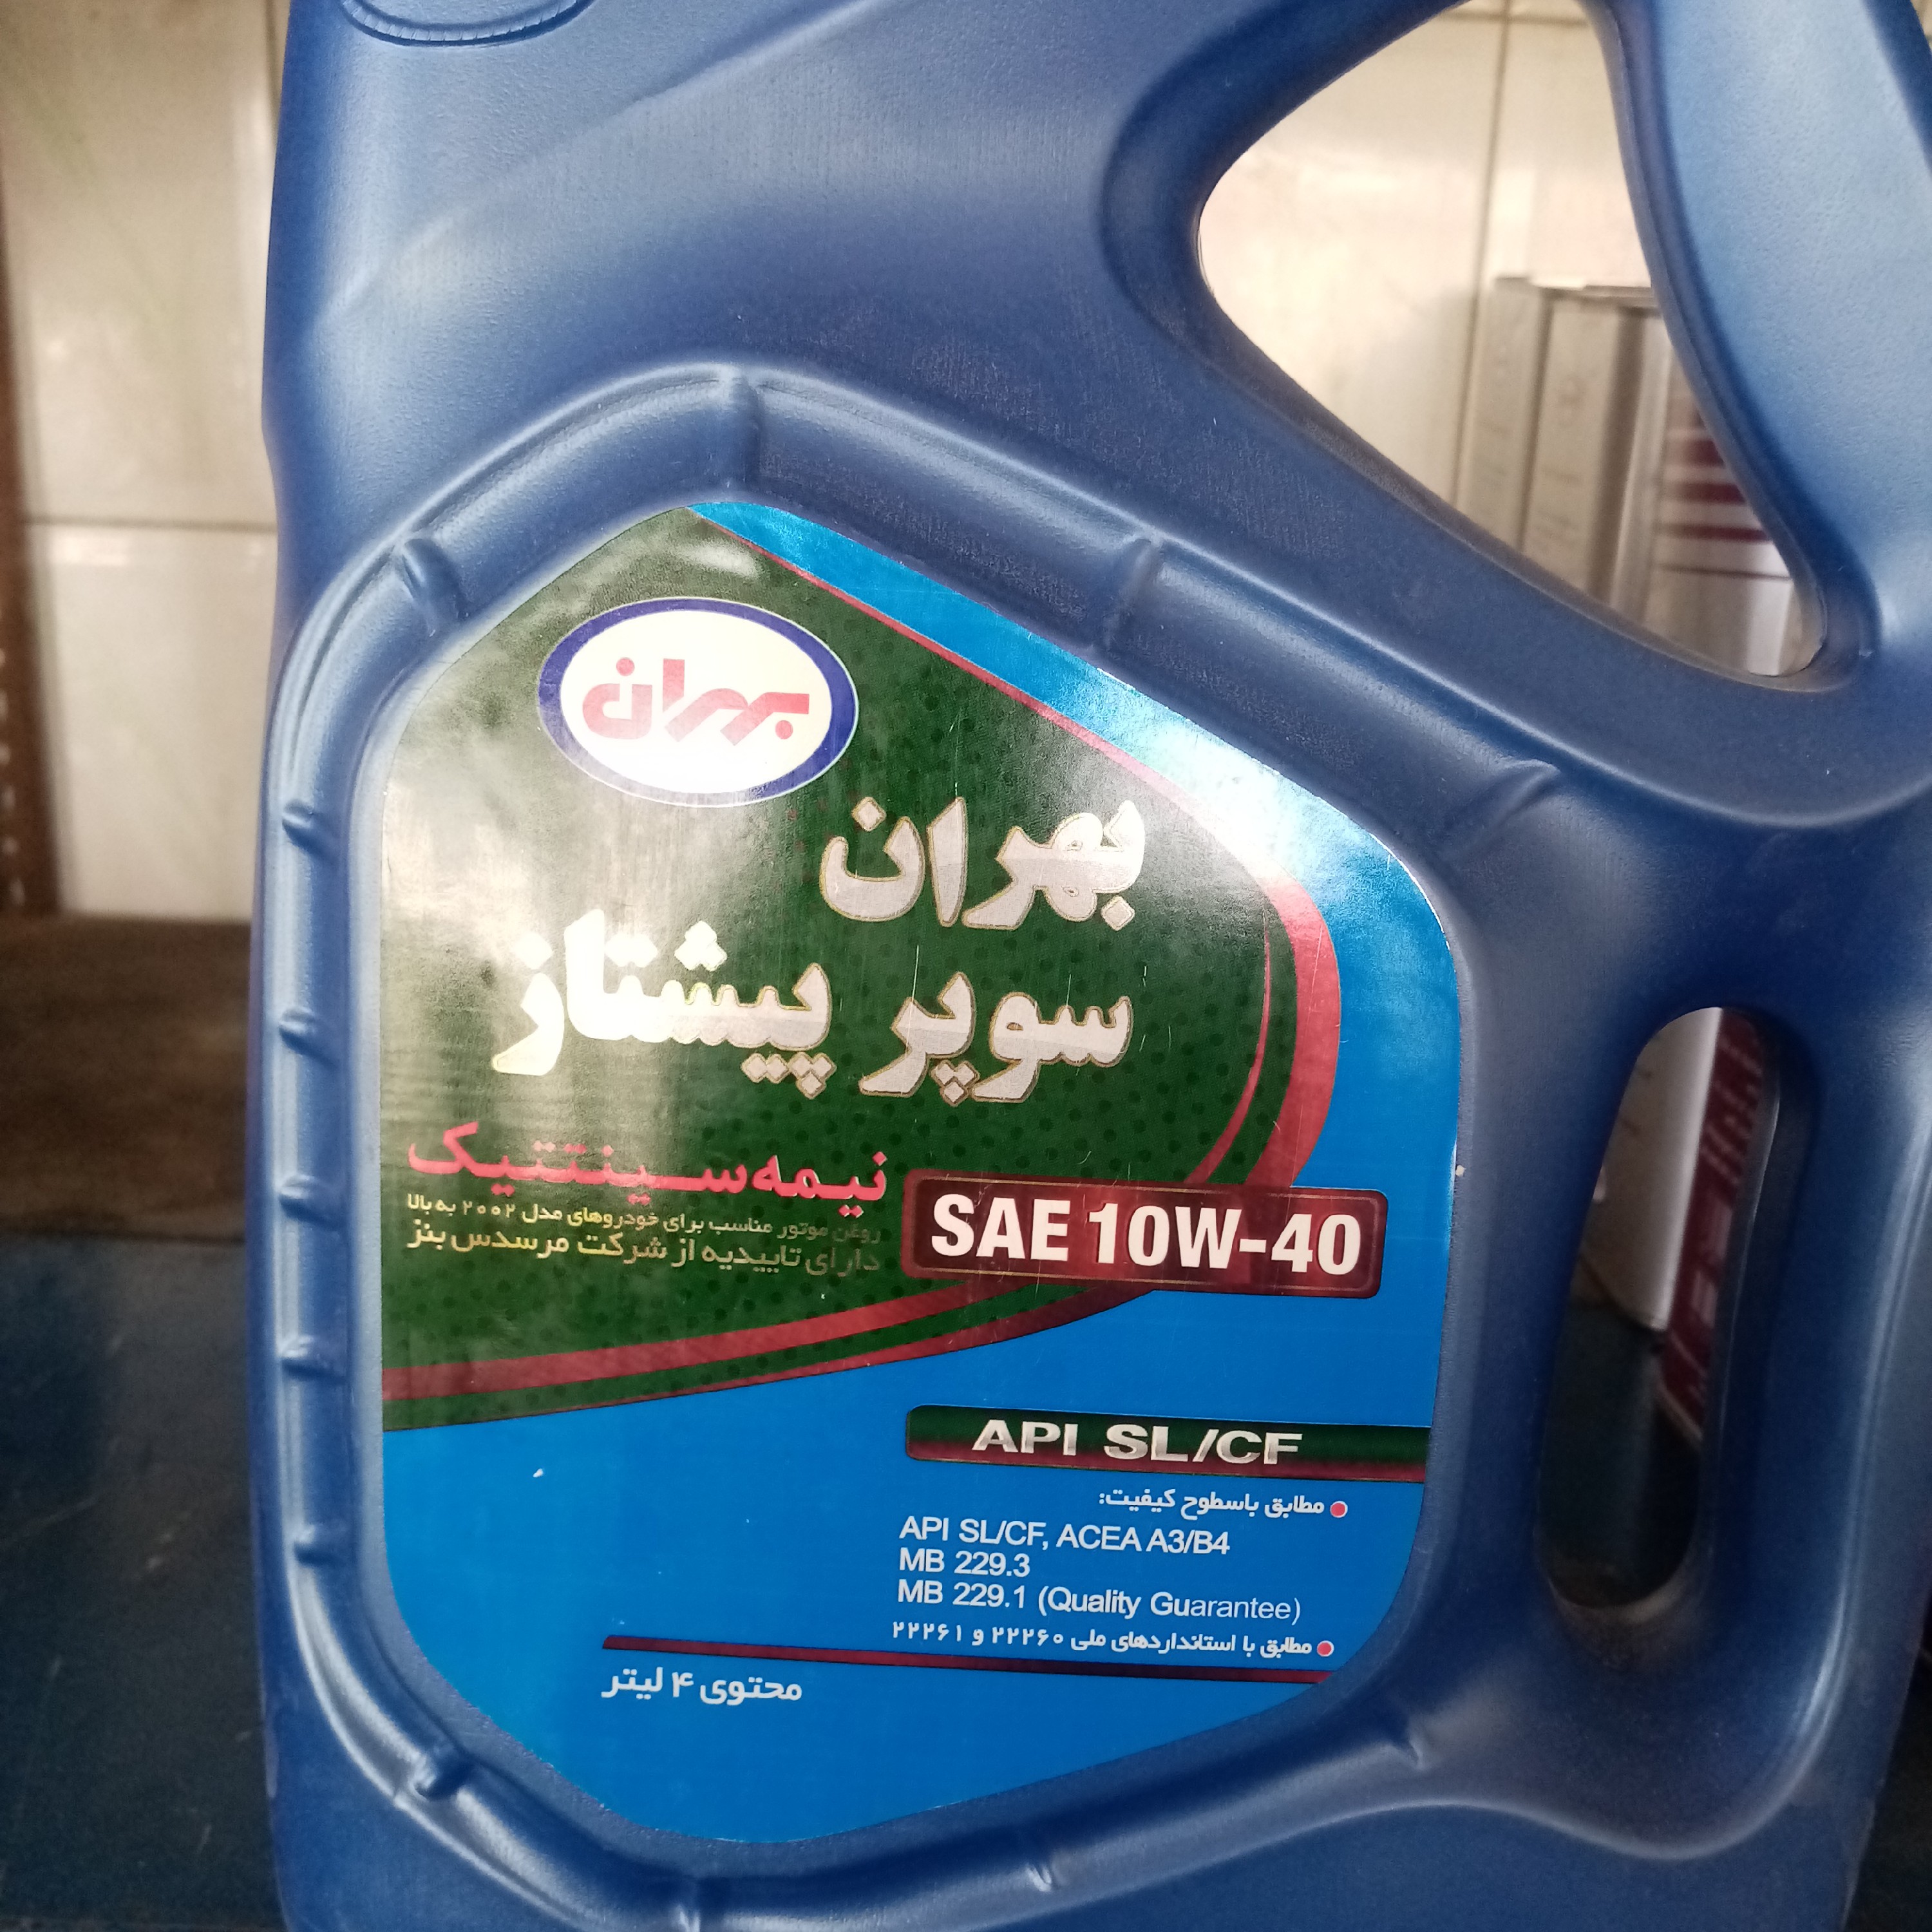 بهران
بهران
سوپر پیشتاز
نیمه سینتتیک
روغن موتور مناسب برای خودروهای مدل ۲۰۰۲ به بالا
دارای تاییدیه از شرکت مرسدس بنز
SAE 10W-40
API SL/CF
مطابق باسطوح کیفیت:
API SL/CF, ACEA A3/B4
MB 229.3
MB 229.1 (Quality Guarantee)
مطابق با استانداردهای ملی ۲۲۲۶۰ و ۲۲۲۶۱
محتوی ۴ لیتر